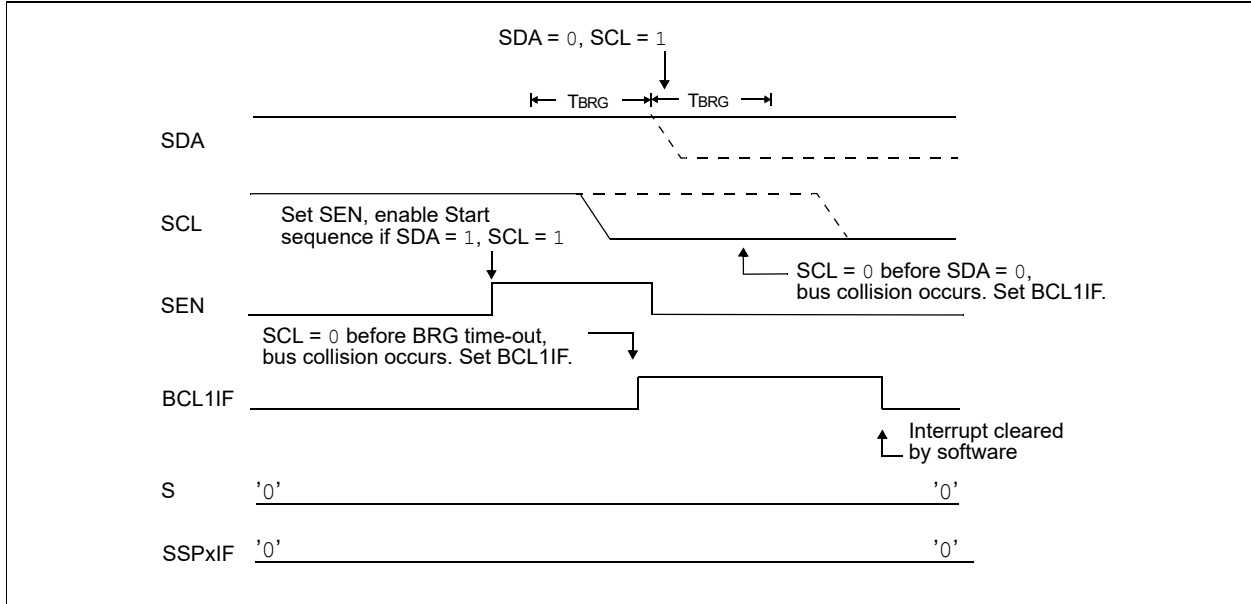 SDA = 0, SCL = 1
TBRG TBRG
SDA
SCL
Set SEN, enable Start
sequence if SDA = 1, SCL = 1
SCL = 0 before SDA = 0,
bus collision occurs. Set BCL1IF.
SEN
SCL = 0 before BRG time-out,
bus collision occurs. Set BCL1IF.
BCL1IF
Interrupt cleared
by software
S '0' '0'
SSPxIF '0' '0'